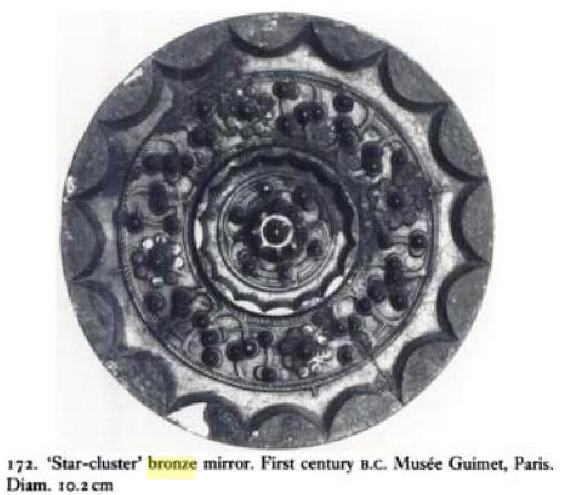 172. ‘Star-cluster’ bronze mirror. First century B.C. Musée Guimet, Paris.
Diam. 10.2 cm